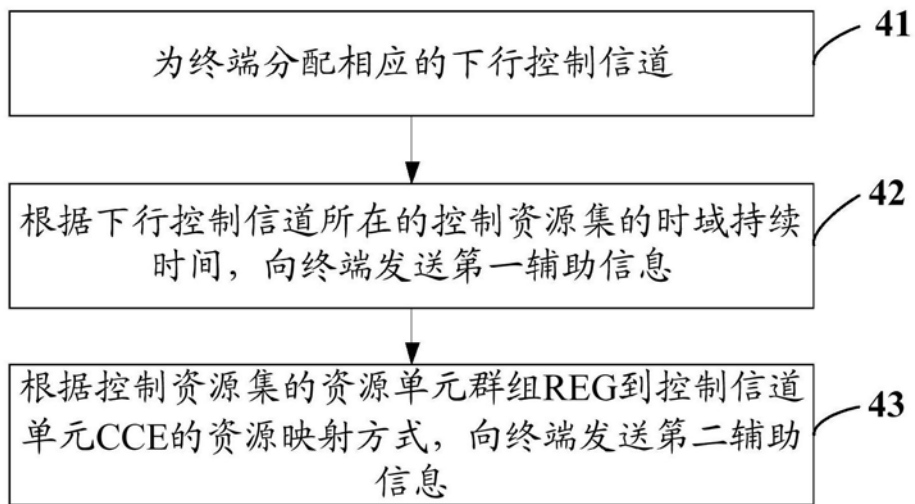 41
为终端分配相应的下行控制信道
42
根据下行控制信道所在的控制资源集的时域持续
时间，向终端发送第一辅助信息
43
根据控制资源集的资源单元群组REG到控制信道
单元CCE的资源映射方式，向终端发送第二辅助
信息